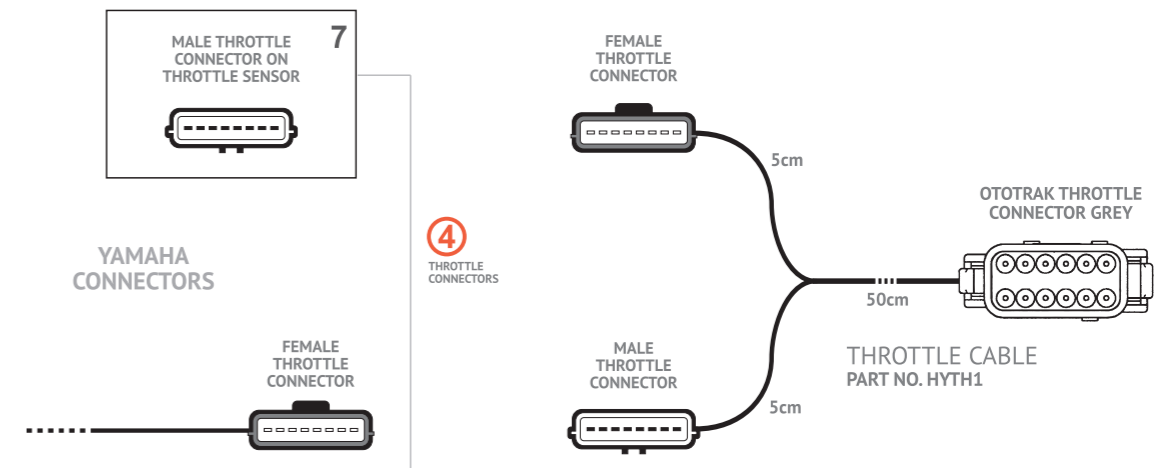 MALE THROTTLE
CONNECTOR ON
THROTTLE SENSOR
7
YAMAHA
CONNECTORS
4
THROTTLE
CONNECTORS
FEMALE
THROTTLE
CONNECTOR
FEMALE
THROTTLE
CONNECTOR
5cm
MALE
THROTTLE
CONNECTOR
5cm
50cm
OTOTRAK THROTTLE
CONNECTOR GREY
THROTTLE CABLE
PART NO. HYTH1